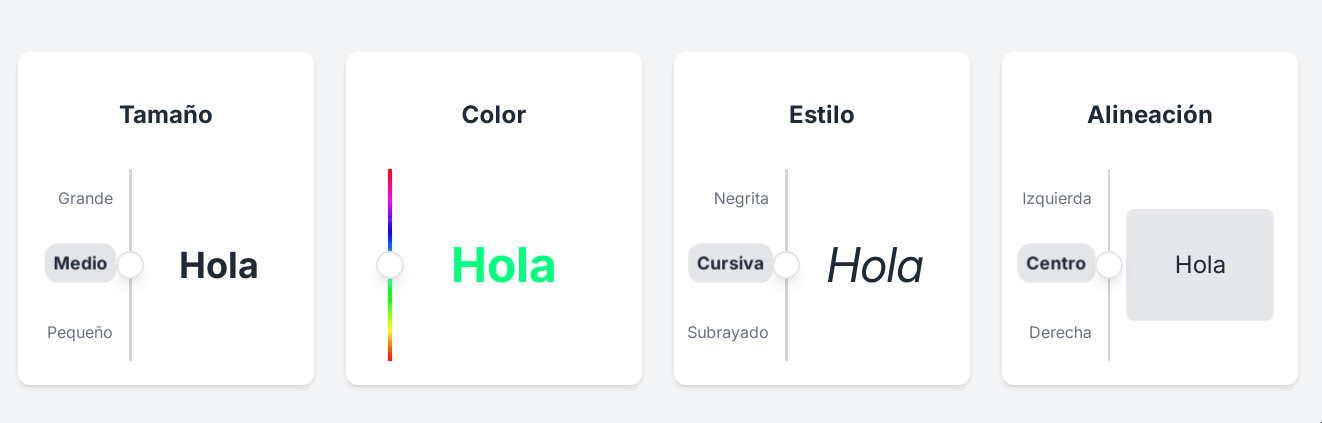 Tamaño
Grande
Medio
Pequeño
Hola
Color
Hola
Estilo
Negrita
Cursiva
Subrayado
Hola
Alineación
Izquierda
Centro
Derecha
Hola